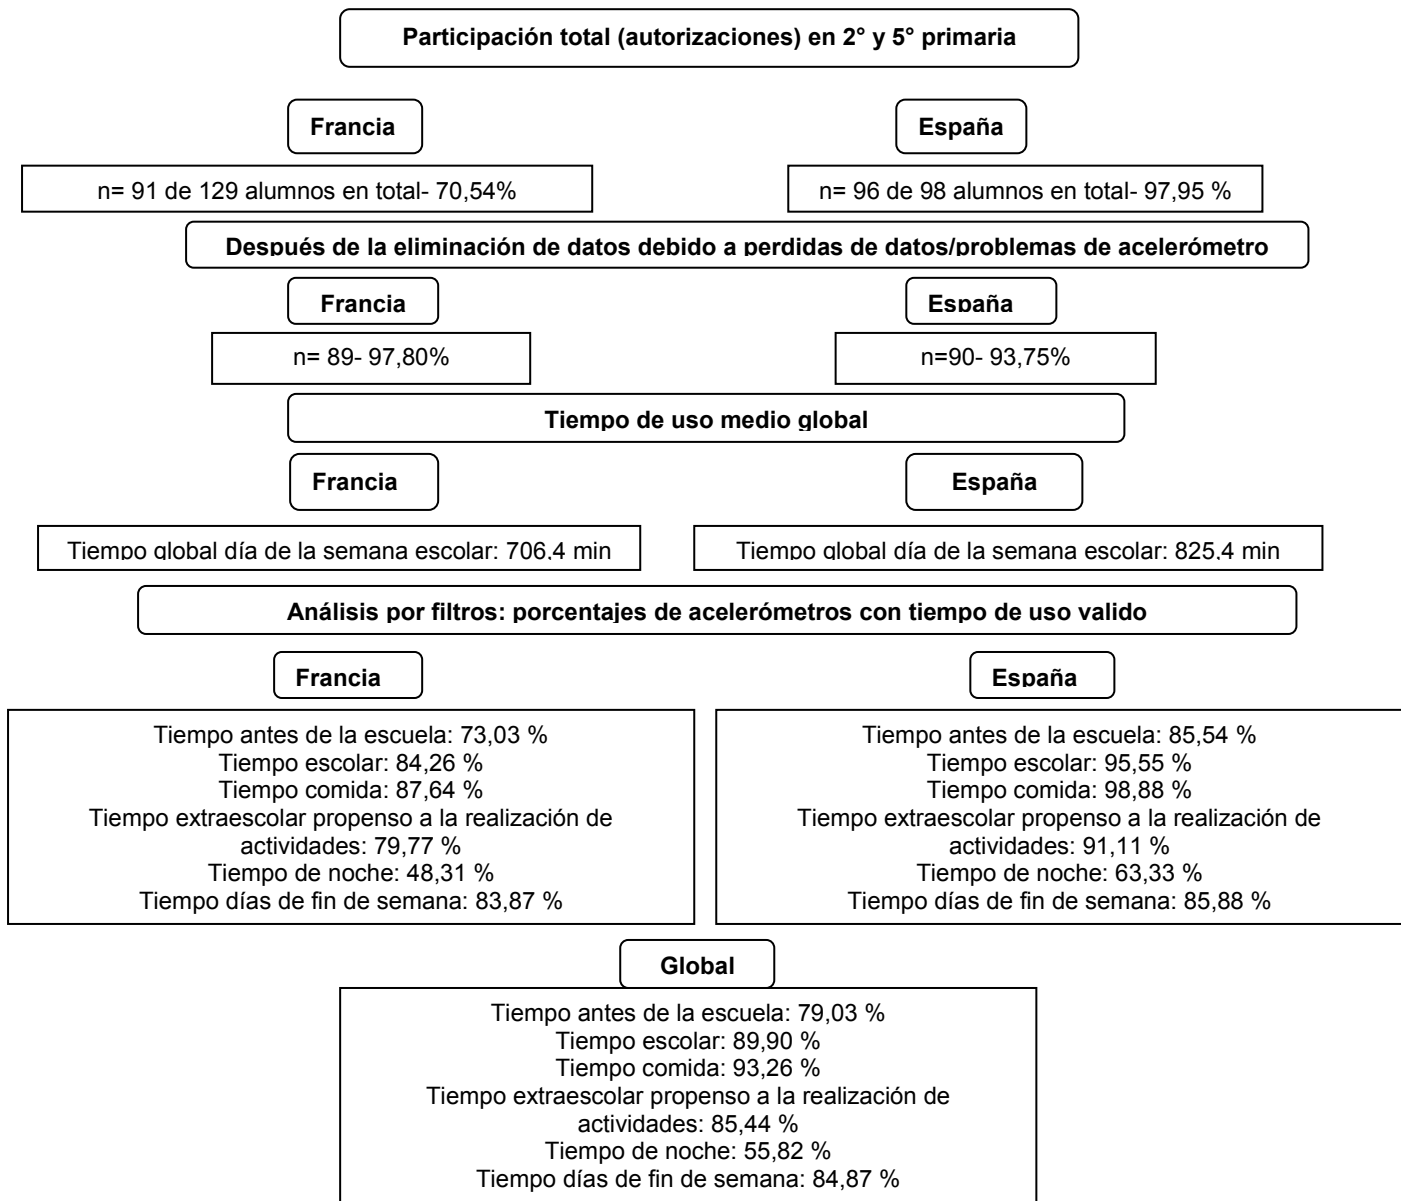 Participación total (autorizaciones) en 2° y 5° primaria
Francia
España
n= 91 de 129 alumnos en total- 70,54%
n= 96 de 98 alumnos en total- 97,95 %
Después de la eliminación de datos debido a perdidas de datos/problemas de acelerómetro
Francia
España
n= 89- 97,80%
n=90- 93,75%
Tiempo de uso medio global
Francia
España
Tiempo global día de la semana escolar: 706,4 min
Tiempo global día de la semana escolar: 825,4 min
Análisis por filtros: porcentajes de acelerómetros con tiempo de uso valido
Francia
España
Tiempo antes de la escuela: 73,03 %
Tiempo escolar: 84,26 %
Tiempo comida: 87,64 %
Tiempo extraescolar propenso a la realización de
actividades: 79,77 %
Tiempo de noche: 48,31 %
Tiempo días de fin de semana: 83,87 %
Tiempo antes de la escuela: 85,54 %
Tiempo escolar: 95,55 %
Tiempo comida: 98,88 %
Tiempo extraescolar propenso a la realización de
actividades: 91,11 %
Tiempo de noche: 63,33 %
Tiempo días de fin de semana: 85,88 %
Global
Tiempo antes de la escuela: 79,03 %
Tiempo escolar: 89,90 %
Tiempo comida: 93,26 %
Tiempo extraescolar propenso a la realización de
actividades: 85,44 %
Tiempo de noche: 55,82 %
Tiempo días de fin de semana: 84,87 %